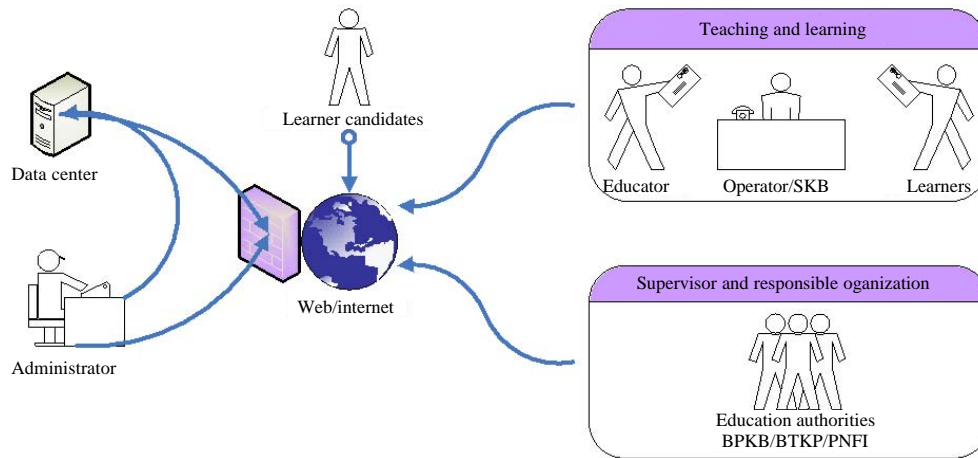 Teaching and learning
Learner candidates
Data center
Educator
Operator/SKB
Learners
Web/internet
Supervisor and responsible oganization
Administrator
Education authorities
BPKB/BTKP/PNFI